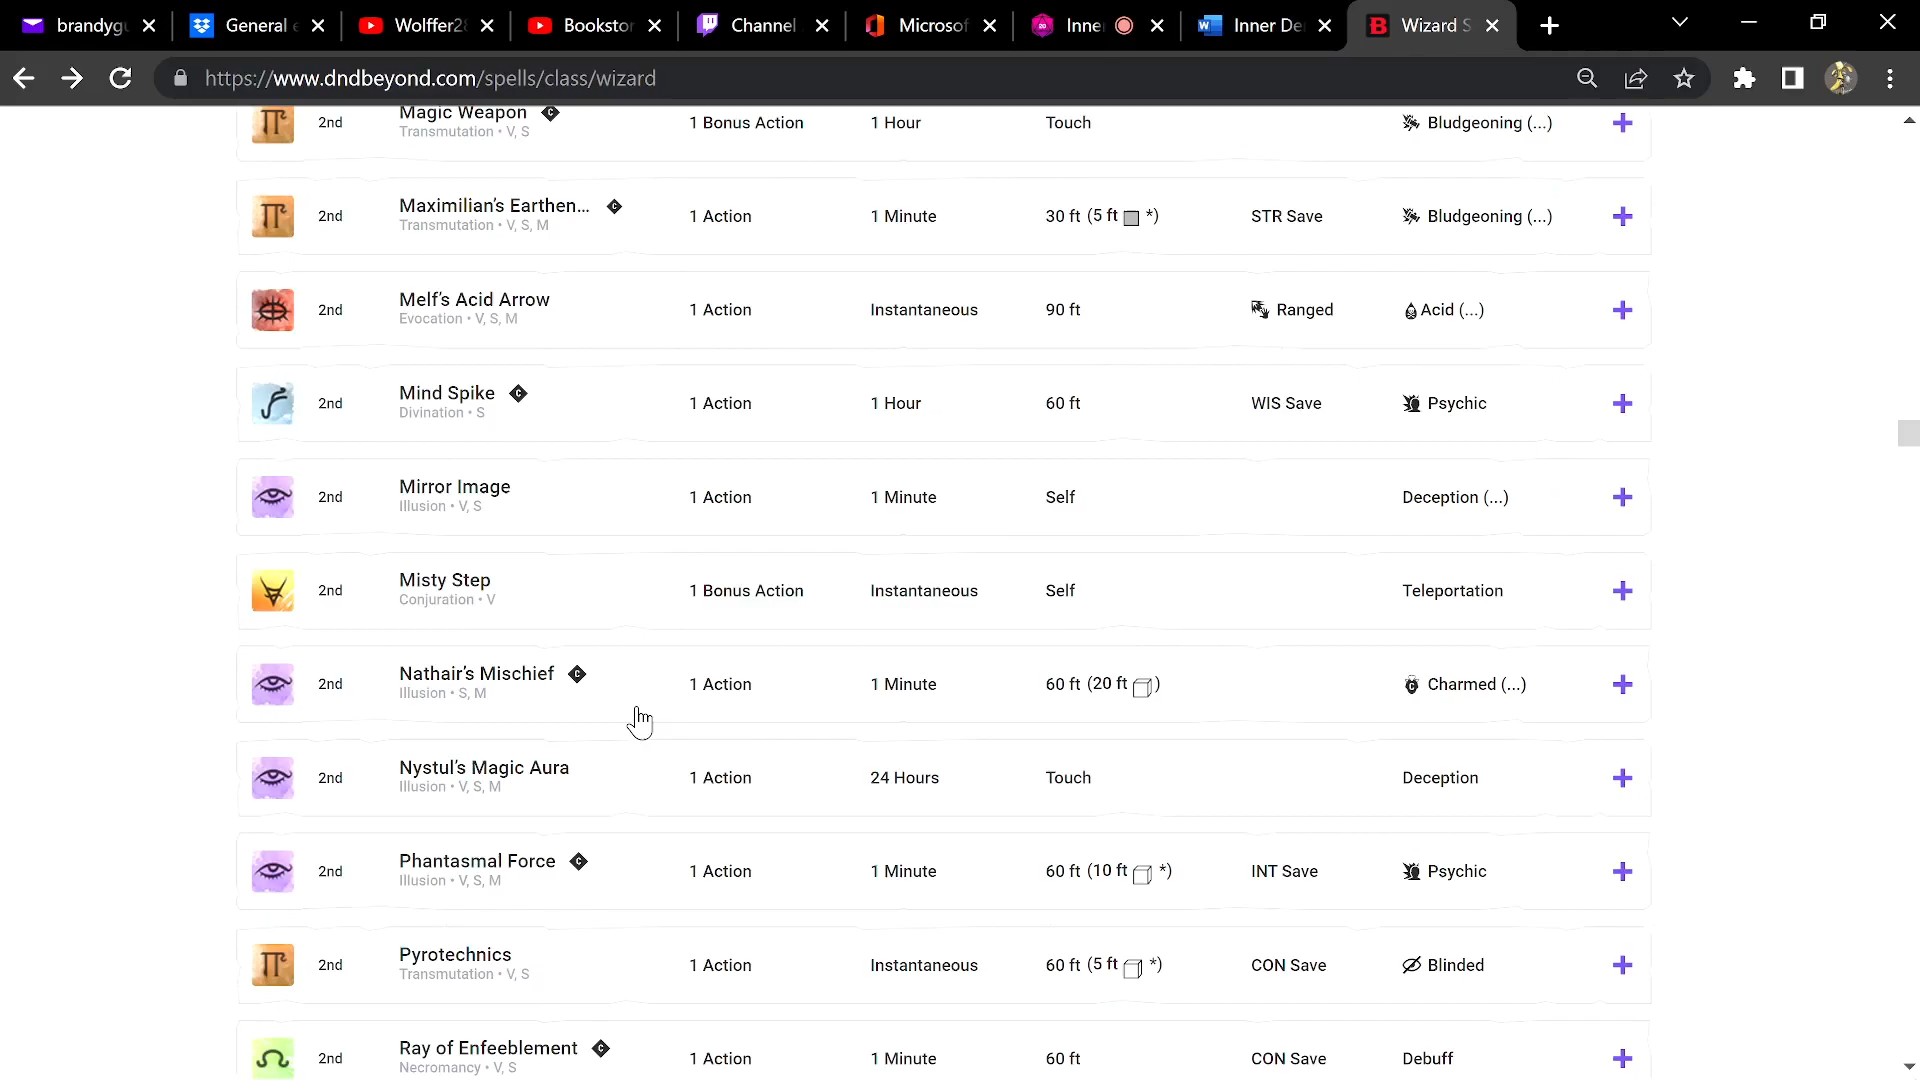 brandygu
General e
Wolffer28
Bookstor
Channel
Microsof
Inne
Inner De
Wizard S
https://www.dndbeyond.com/spells/class/wizard
2nd Magic Weapon 1 Bonus Action 1 Hour Touch Bludgeoning (...)
Transmutation • V, S
2nd Maximilian's Earthen... 1 Action 1 Minute 30 ft (5 ft *) STR Save Bludgeoning (...)
Transmutation • V, S, M
2nd Melf's Acid Arrow 1 Action Instantaneous 90 ft Ranged Acid (...)
Evocation • V, S, M
2nd Mind Spike 1 Action 1 Hour 60 ft WIS Save Psychic
Divination • S
2nd Mirror Image 1 Action 1 Minute Self Deception (...)
Illusion • V, S
2nd Misty Step 1 Bonus Action Instantaneous Self Teleportation
Conjuration • V
2nd Nathair's Mischief 1 Action 1 Minute 60 ft (20 ft ) Charmed (...)
Illusion • S, M
2nd Nystul's Magic Aura 1 Action 24 Hours Touch Deception
Illusion • V, S, M
2nd Phantasmal Force 1 Action 1 Minute 60 ft (10 ft *) INT Save Psychic
Illusion • V, S, M
2nd Pyrotechnics 1 Action Instantaneous 60 ft (5 ft *) CON Save Blinded
Transmutation • V, S
2nd Ray of Enfeeblement 1 Action 1 Minute 60 ft CON Save Debuff
Necromancy • V, S